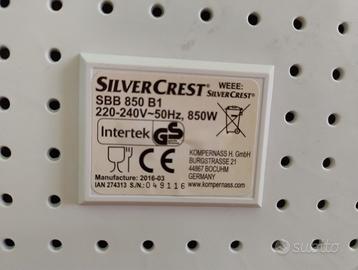 SILVERCREST®
WEEE:
SILVERCREST®
SBB 850 B1
220-240V~50Hz, 850W
Intertek GS
KOMPERNASS H. GmbH
BURGSTRASSE 21
44867 BOCUHM
GERMANY
CE
Manufacture: 2016-03
IAN 274313 S/N.: 049116
www.kompernass.com
subito